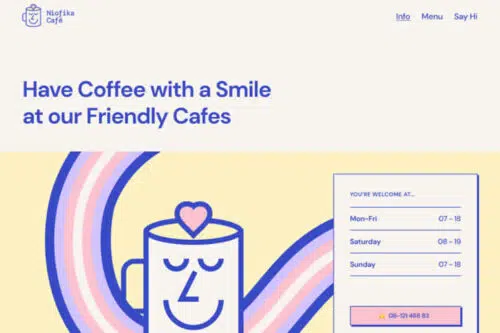 Niofika
Café
Info Menu Say Hi
Have Coffee with a Smile
at our Friendly Cafes
YOU'RE WELCOME AT...
Mon-Fri 07 - 18
Saturday 08 - 19
Sunday 07 - 18
08-121 468 83